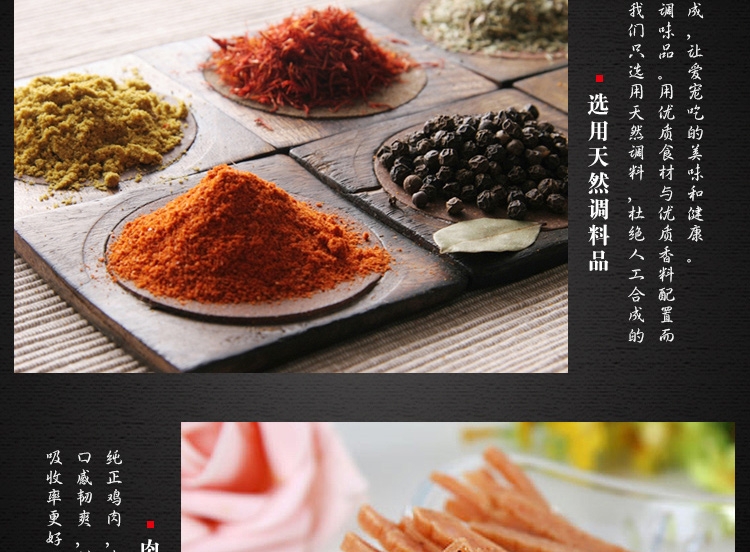 选用天然调料品
我们只选用天然调料,杜绝人工合成的
调味品。用优质食材与优质香料配置而
成,让爱宠吃的美味和健康。
肉
纯正鸡肉,
口感韧爽,
吸收率更好